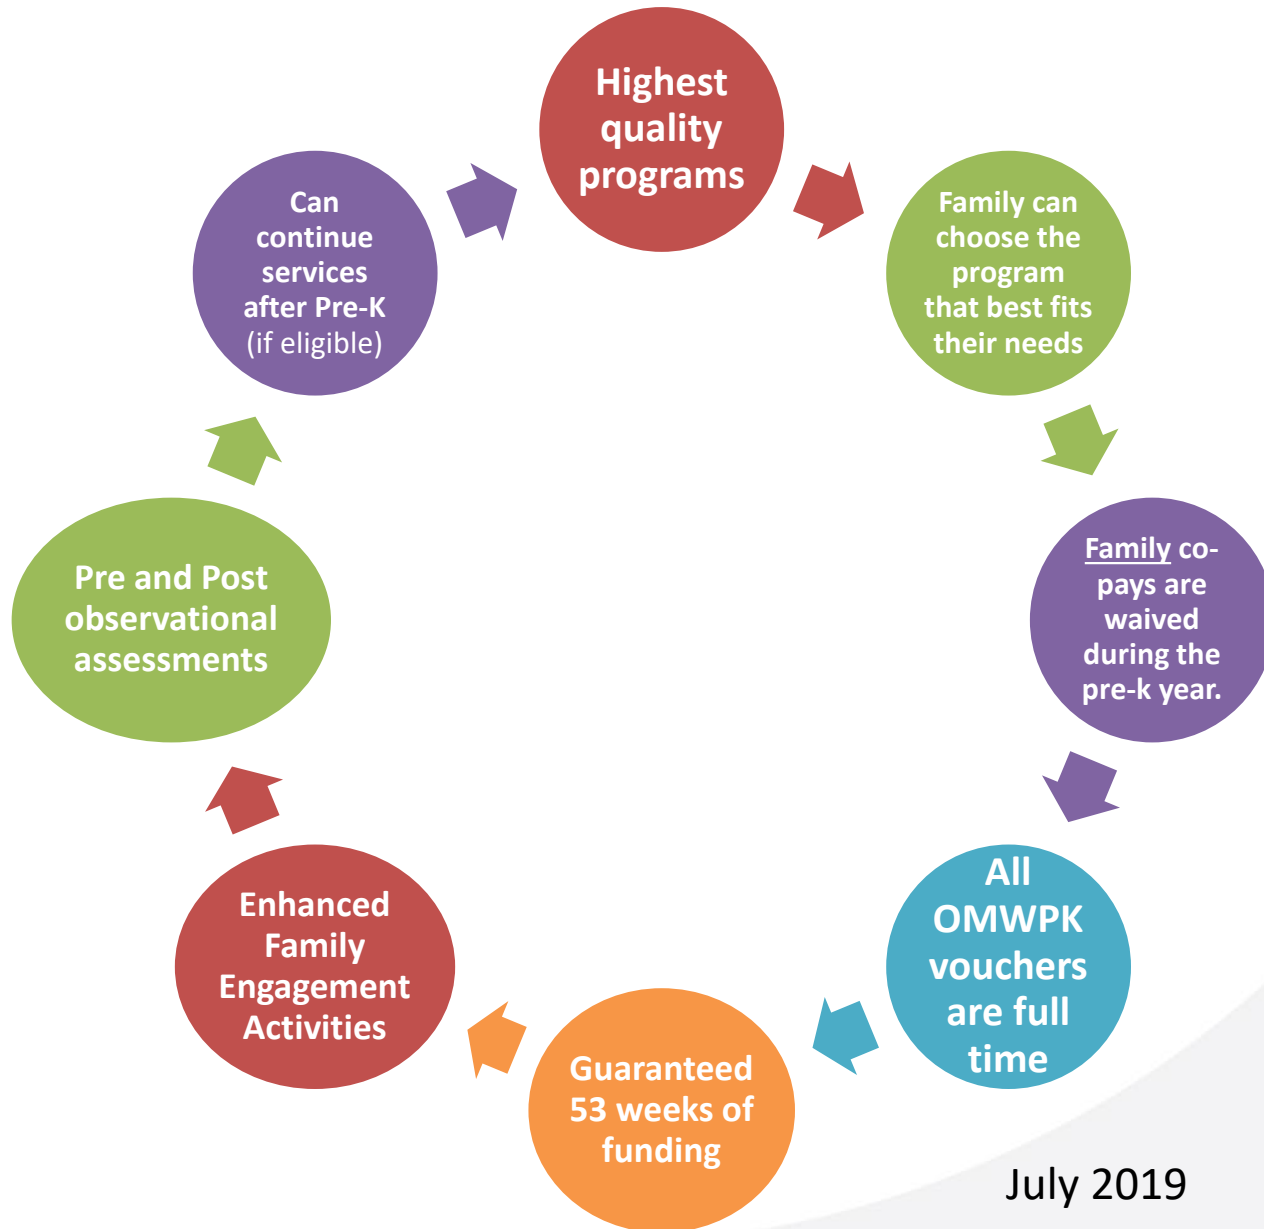 Highest
quality
programs
Family can
choose the
program
that best fits
their needs
Family co-
pays are
waived
during the
pre-k year.
All
OMWPK
vouchers
are full
time
Guaranteed
53 weeks of
funding
Enhanced
Family
Engagement
Activities
Pre and Post
observational
assessments
Can
continue
services
after Pre-K
(if eligible)
July 2019